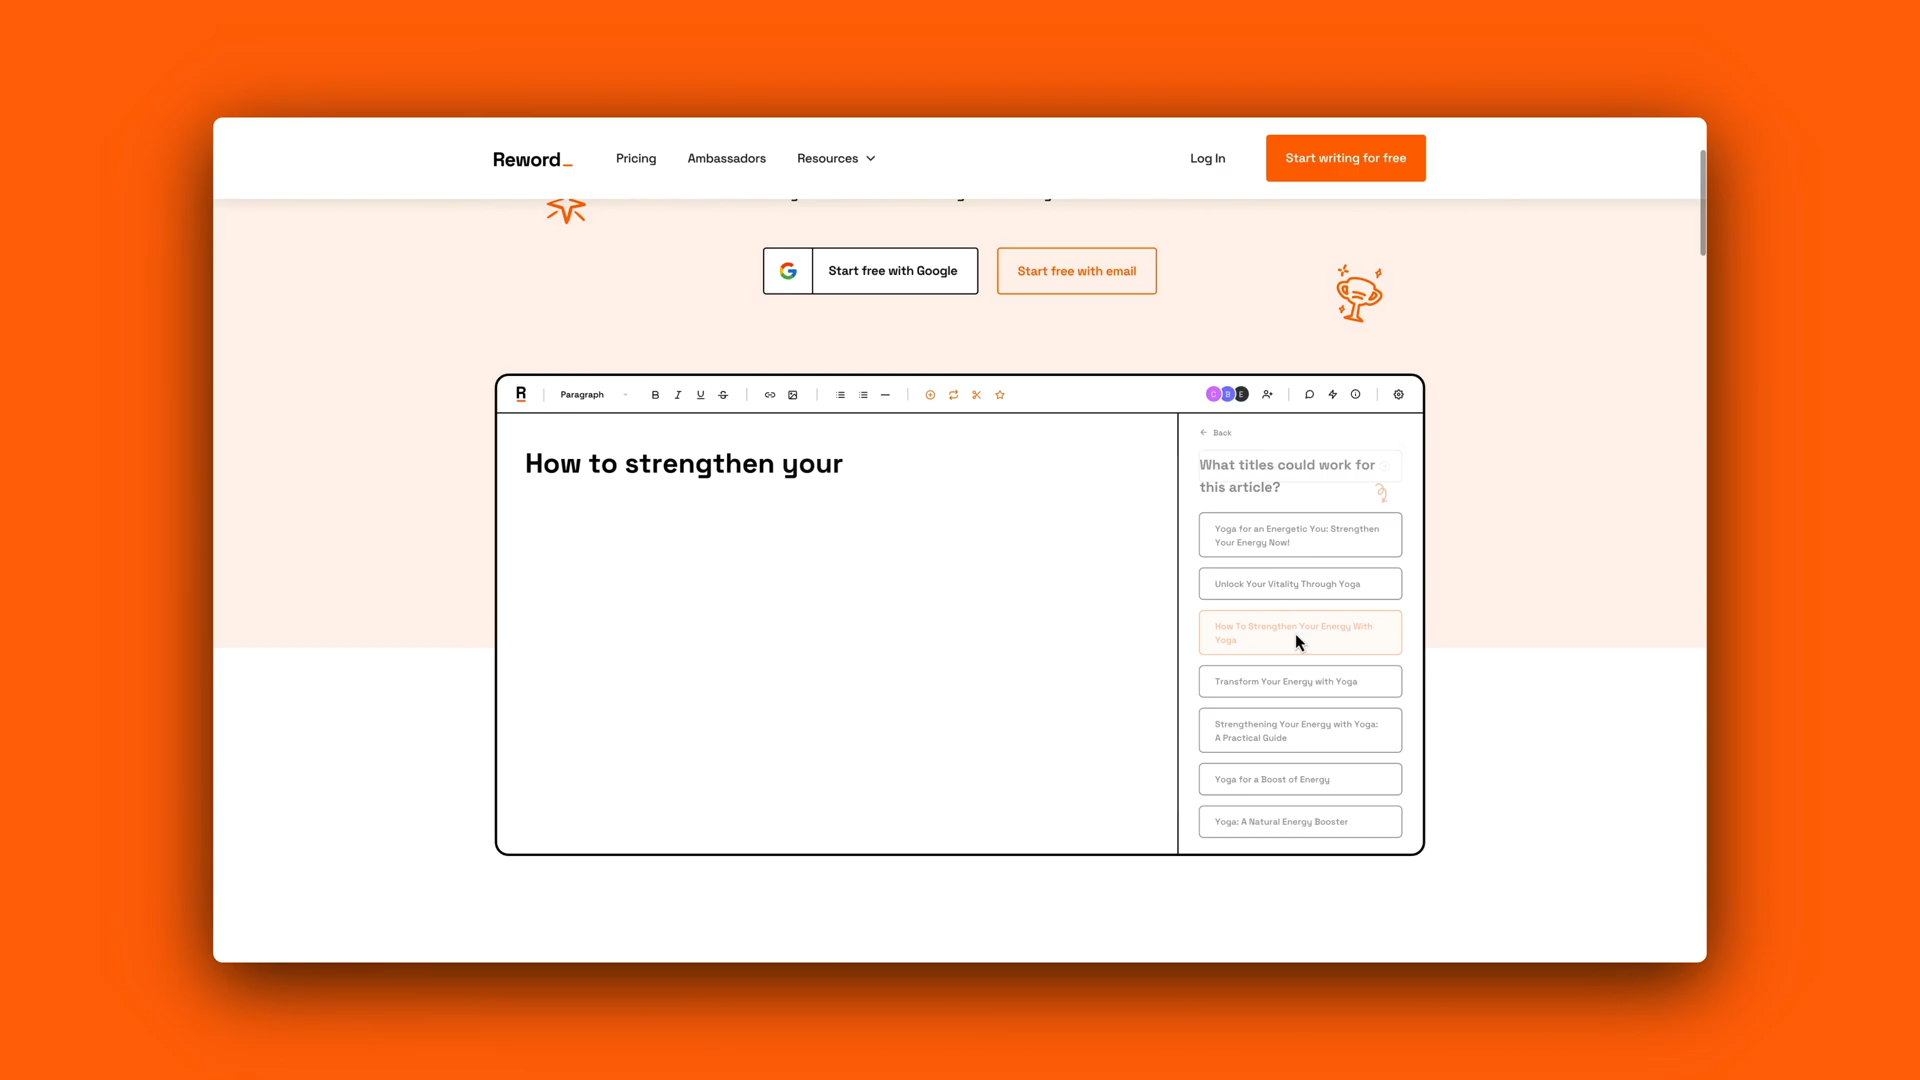 Reword_
Pricing
Ambassadors
Resources
Log In
Start writing for free
G
Start free with Google
Start free with email
R
Paragraph
B
I
U
S
C
B
E
How to strengthen your
← Back
What titles could work for
this article?
Yoga for an Energetic You: Strengthen
Your Energy Now!
Unlock Your Vitality Through Yoga
How To Strengthen Your Energy With
Yoga
Transform Your Energy with Yoga
Strengthening Your Energy with Yoga:
A Practical Guide
Yoga for a Boost of Energy
Yoga: A Natural Energy Booster